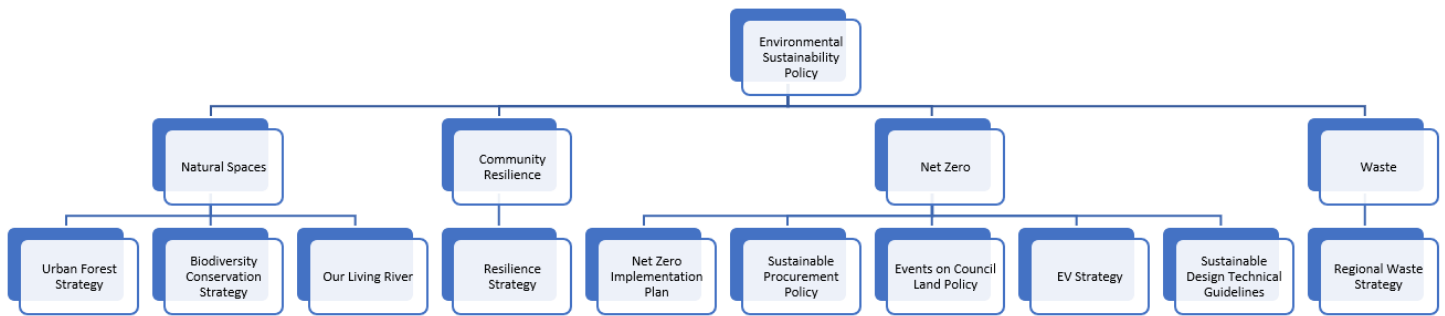 Environmental
Sustainability
Policy
Natural Spaces
Community
Resilience
Net Zero
Waste
Urban Forest
Strategy
Biodiversity
Conservation
Strategy
Our Living River
Resilience
Strategy
Net Zero
Implementation
Plan
Sustainable
Procurement
Policy
Events on Council
Land Policy
EV Strategy
Sustainable
Design Technical
Guidelines
Regional Waste
Strategy